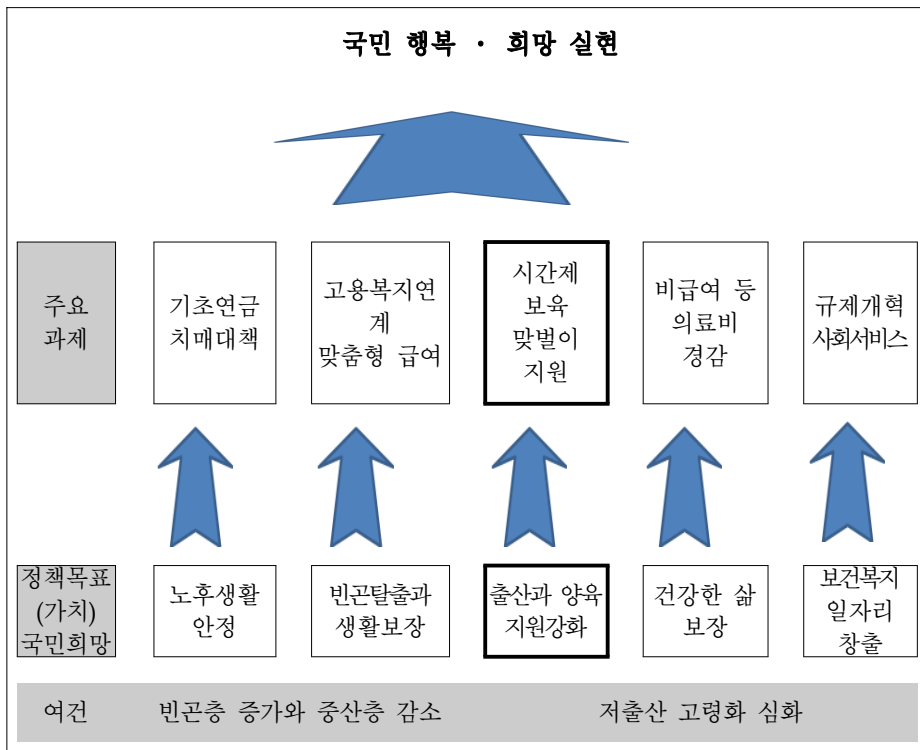 국민 행복 · 희망 실현
주요
과제
기초연금
치매대책
고용복지연
계
맞춤형 급여
시간제
보육
맞벌이
지원
비급여 등
의료비
경감
규제개혁
사회서비스
정책목표
(가치)
국민희망
노후생활
안정
빈곤탈출과
생활보장
출산과 양육
지원강화
건강한 삶
보장
보건복지
일자리
창출
여건 빈곤층 증가와 중산층 감소 저출산 고령화 심화